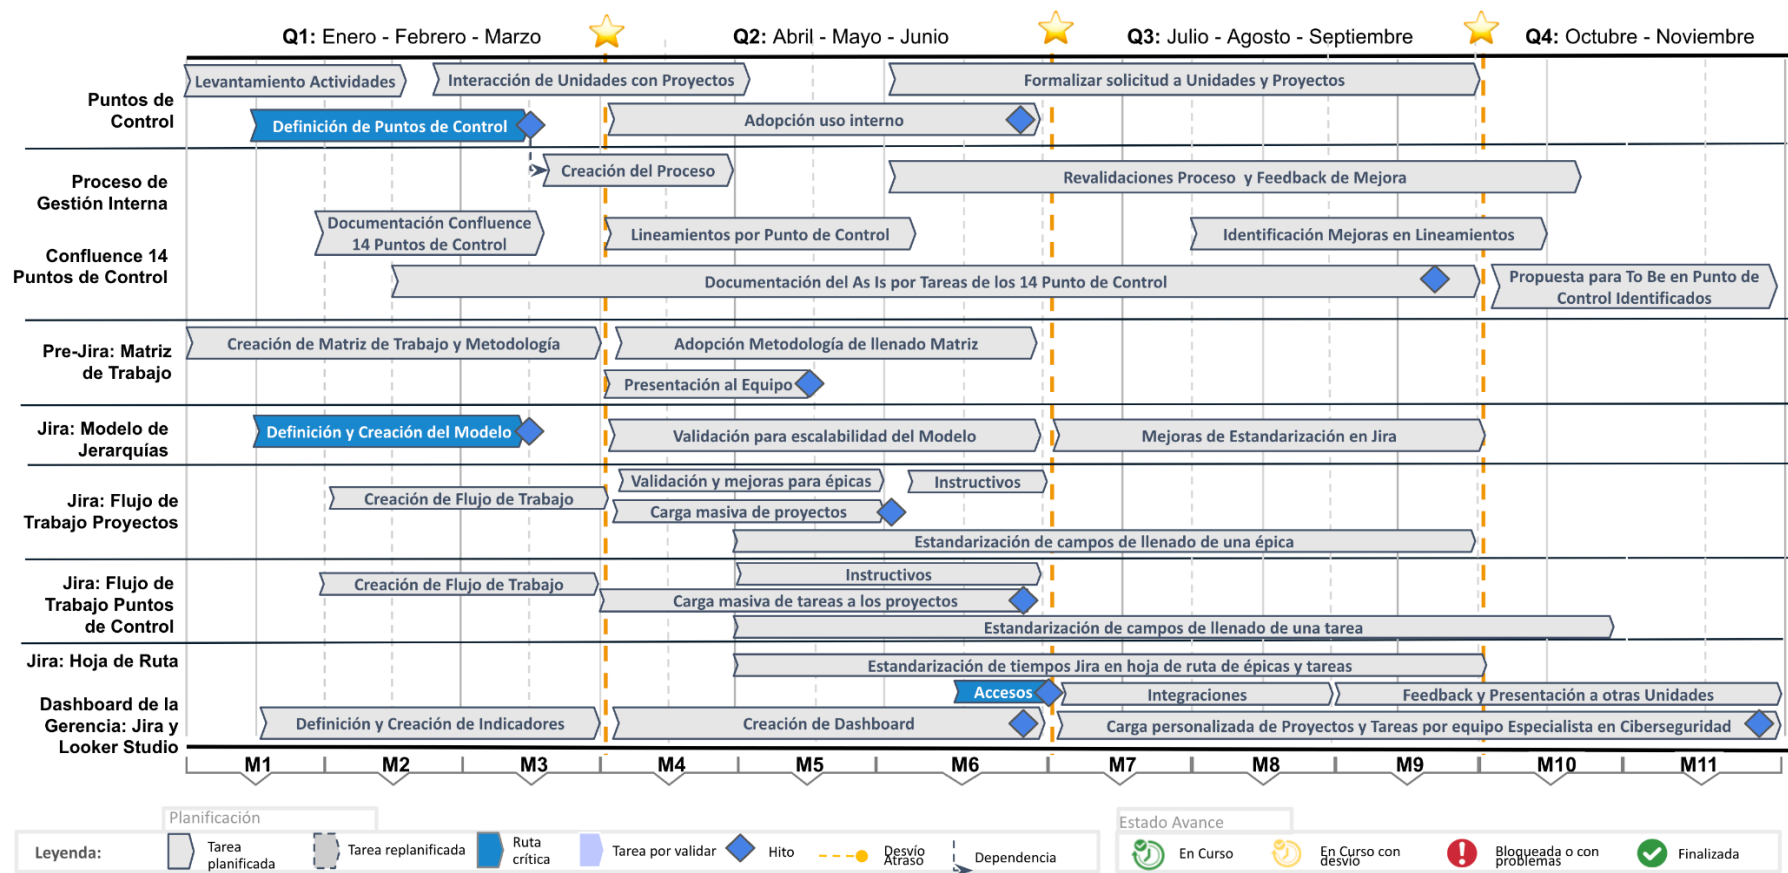 Q1: Enero - Febrero - Marzo
Q2: Abril - Mayo - Junio
Q3: Julio - Agosto - Septiembre
Q4: Octubre - Noviembre
Puntos de
Control
Levantamiento Actividades
Interacción de Unidades con Proyectos
Formalizar solicitud a Unidades y Proyectos
Definición de Puntos de Control
Adopción uso interno
Proceso de
Gestión Interna
Creación del Proceso
Revalidaciones Proceso y Feedback de Mejora
Confluence 14
Puntos de Control
Documentación Confluence
14 Puntos de Control
Lineamientos por Punto de Control
Identificación Mejoras en Lineamientos
Documentación del As Is por Tareas de los 14 Punto de Control
Propuesta para To Be en Punto de
Control Identificados
Pre-Jira: Matriz
de Trabajo
Creación de Matriz de Trabajo y Metodología
Adopción Metodología de llenado Matriz
Presentación al Equipo
Jira: Modelo de
Jerarquías
Definición y Creación del Modelo
Validación para escalabilidad del Modelo
Mejoras de Estandarización en Jira
Jira: Flujo de
Trabajo Proyectos
Creación de Flujo de Trabajo
Validación y mejoras para épicas
Instructivos
Carga masiva de proyectos
Estandarización de campos de llenado de una épica
Jira: Flujo de
Trabajo Puntos
de Control
Creación de Flujo de Trabajo
Instructivos
Carga masiva de tareas a los proyectos
Estandarización de campos de llenado de una tarea
Jira: Hoja de Ruta
Estandarización de tiempos Jira en hoja de ruta de épicas y tareas
Dashboard de la
Gerencia: Jira y
Looker Studio
Accesos
Integraciones
Feedback y Presentación a otras Unidades
Definición y Creación de Indicadores
Creación de Dashboard
Carga personalizada de Proyectos y Tareas por equipo Especialista en Ciberseguridad
M1
M2
M3
M4
M5
M6
M7
M8
M9
M10
M11
Planificación
Leyenda:
Tarea
planificada
Tarea replanificada
Ruta
crítica
Tarea por validar
Hito
Desvío
Atraso
Dependencia
Estado Avance
En Curso
En Curso con
desvío
Bloqueada o con
problemas
Finalizada